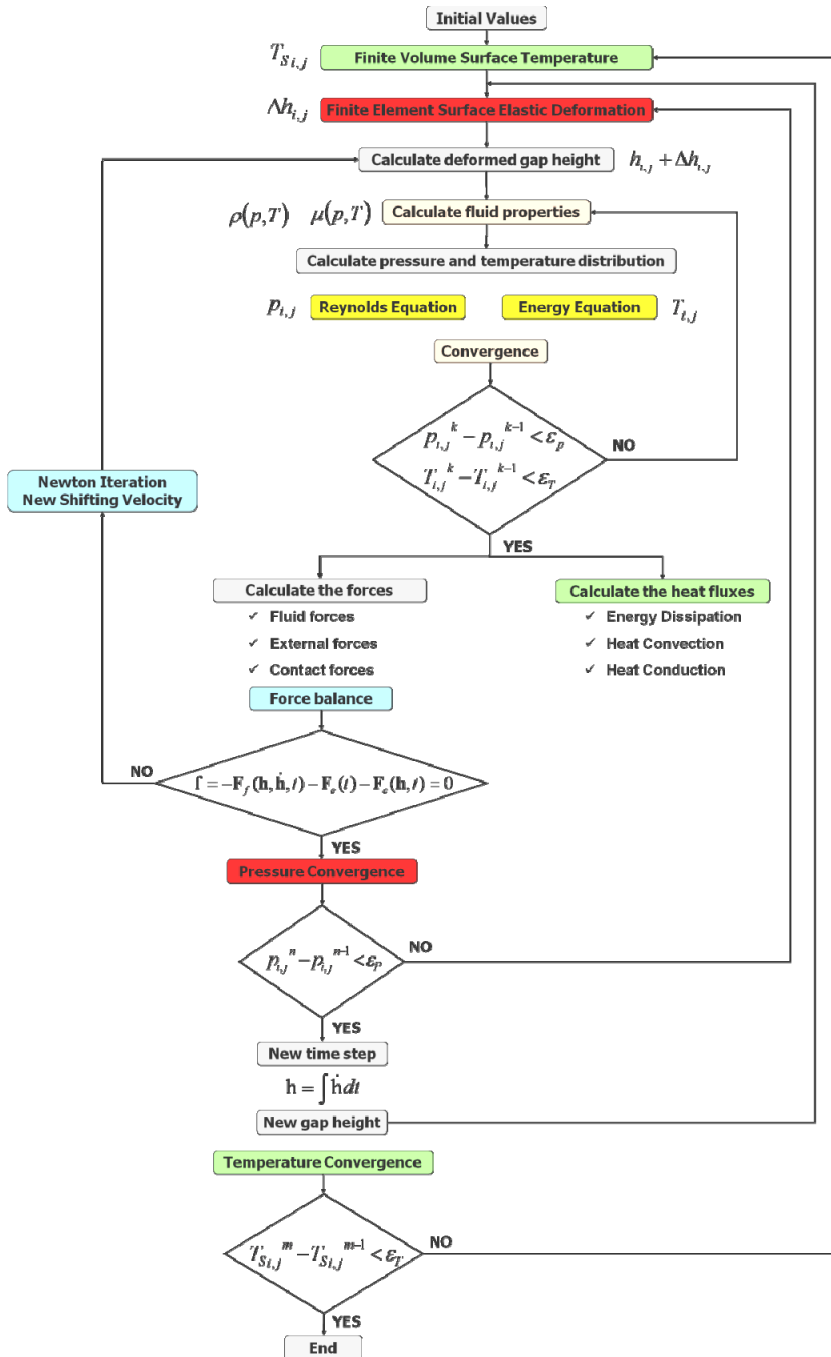 Initial Values
T_{Si,j}
Finite Volume Surface Temperature
Δh_{i,j}
Finite Element Surface Elastic Deformation
Calculate deformed gap height
h_{i,j} + Δh_{i,j}
ρ(p,T) μ(p,T)
Calculate fluid properties
Calculate pressure and temperature distribution
p_{i,j}
Reynolds Equation
Energy Equation
T_{i,j}
Convergence
p_{i,j}^k − p_{i,j}^{k-1} < ε_p
T_{i,j}^k − T_{i,j}^{k-1} < ε_T
NO
Newton Iteration
New Shifting Velocity
YES
Calculate the forces
✓ Fluid forces
✓ External forces
✓ Contact forces
Calculate the heat fluxes
✓ Energy Dissipation
✓ Heat Convection
✓ Heat Conduction
Force balance
NO
f = −F_f(h,ḣ,t) − F_e(t) − F_c(h,t) = 0
YES
Pressure Convergence
p_{i,j}^n − p_{i,j}^{n-1} < ε_p
NO
YES
New time step
h = ∫ḣdt
New gap height
Temperature Convergence
T_{Si,j}^m − T_{Si,j}^{m-1} < ε_T
NO
YES
End